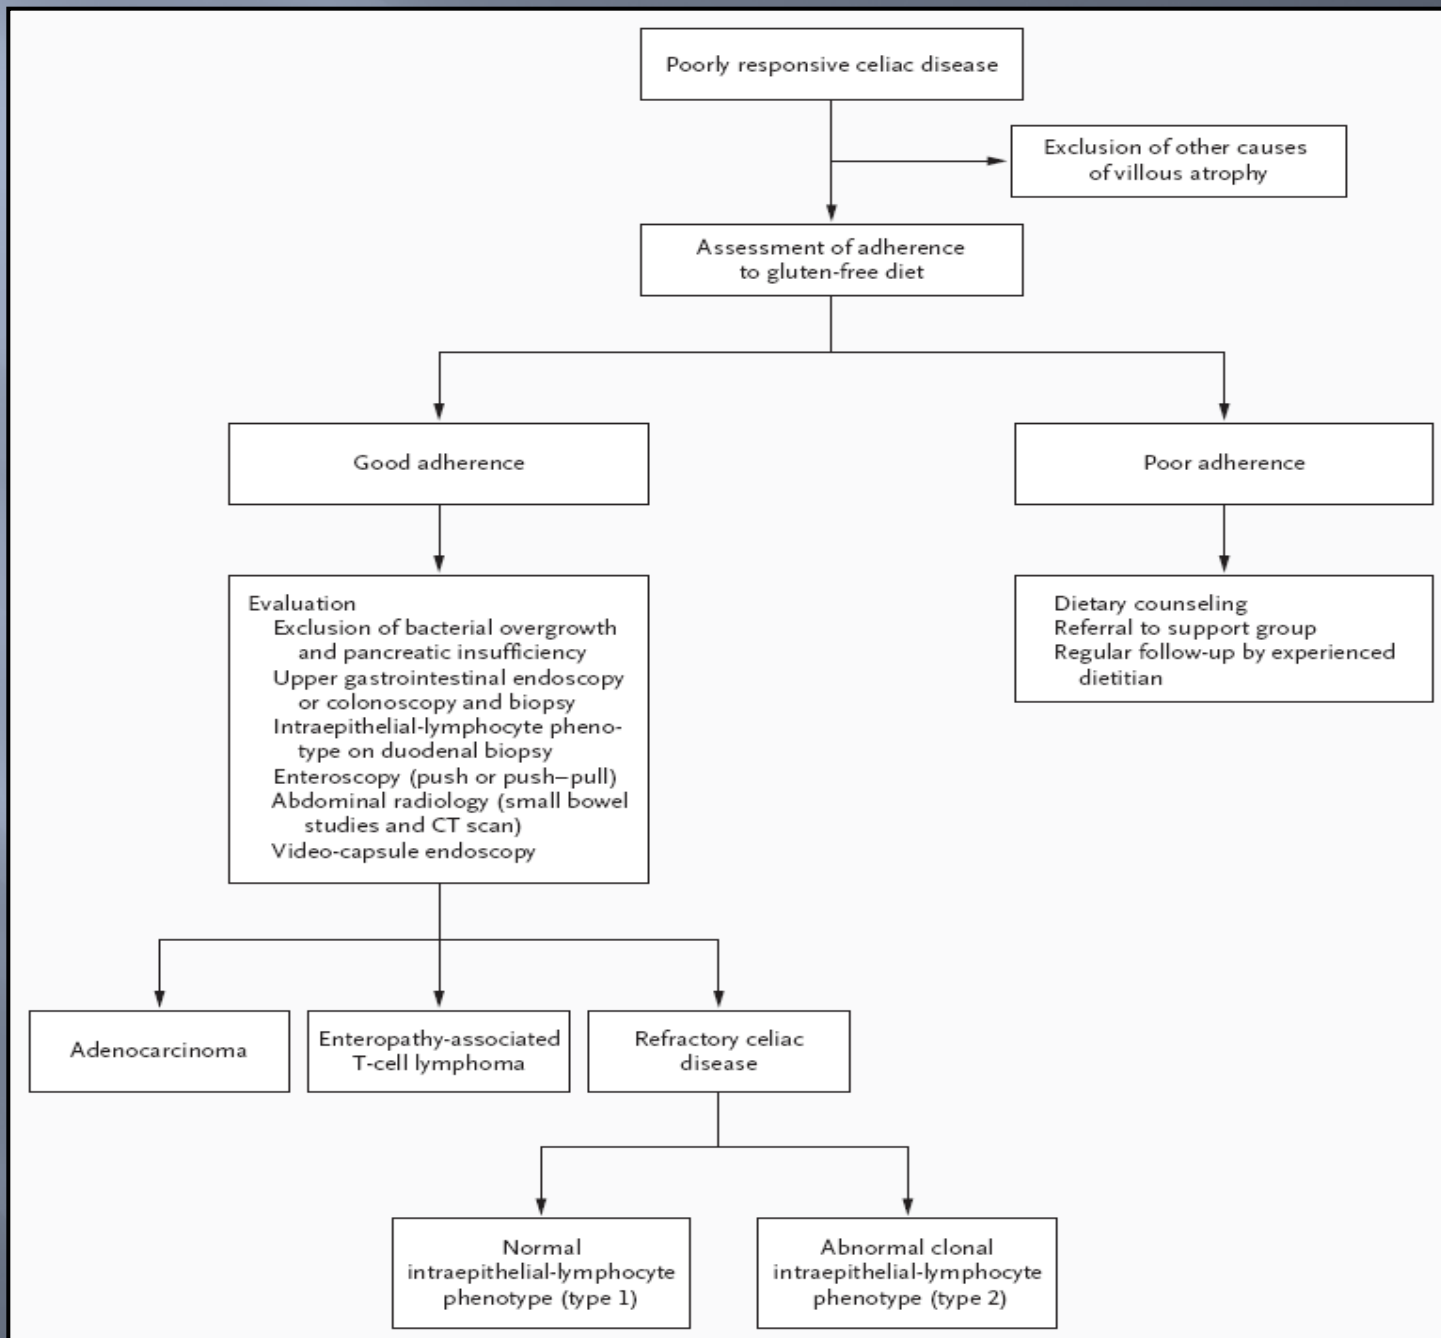 Poorly responsive celiac disease
Exclusion of other causes
of villous atrophy
Assessment of adherence
to gluten-free diet
Good adherence
Poor adherence
Evaluation
Exclusion of bacterial overgrowth
and pancreatic insufficiency
Upper gastrointestinal endoscopy
or colonoscopy and biopsy
Intraepithelial-lymphocyte pheno-
type on duodenal biopsy
Enteroscopy (push or push–pull)
Abdominal radiology (small bowel
studies and CT scan)
Video-capsule endoscopy
Dietary counseling
Referral to support group
Regular follow-up by experienced
dietitian
Adenocarcinoma
Enteropathy-associated
T-cell lymphoma
Refractory celiac
disease
Normal
intraepithelial-lymphocyte
phenotype (type 1)
Abnormal clonal
intraepithelial-lymphocyte
phenotype (type 2)